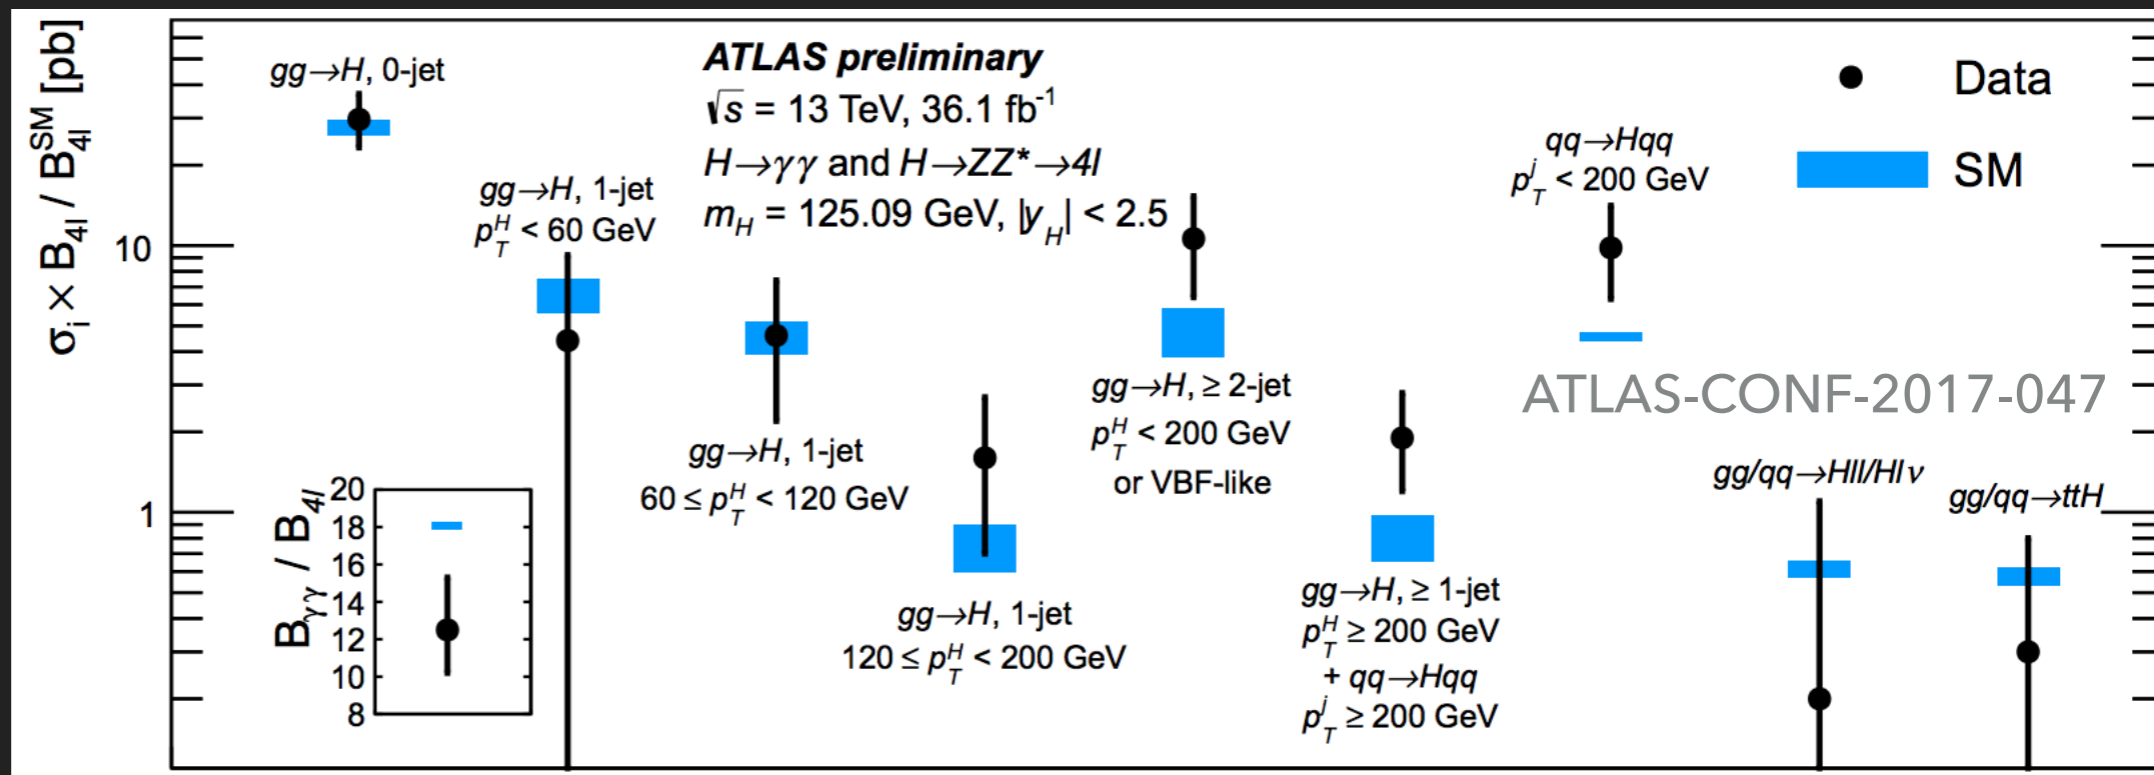 σi × B4l / B4l^SM [pb]
10
1
gg→H, 0-jet
gg→H, 1-jet
p_T^H < 60 GeV
ATLAS preliminary
√s = 13 TeV, 36.1 fb⁻¹
H→γγ and H→ZZ*→4l
m_H = 125.09 GeV, |y_H| < 2.5
gg→H, 1-jet
60 ≤ p_T^H < 120 GeV
gg→H, 1-jet
120 ≤ p_T^H < 200 GeV
gg→H, ≥ 2-jet
p_T^H < 200 GeV
or VBF-like
gg→H, ≥ 1-jet
p_T^H ≥ 200 GeV
+ qq→Hqq
p_T^j ≥ 200 GeV
qq→Hqq
p_T^j < 200 GeV
Data
SM
ATLAS-CONF-2017-047
gg/qq→Hll/Hlν
gg/qq→ttH
Bγγ / B4l
20
18
16
14
12
10
8